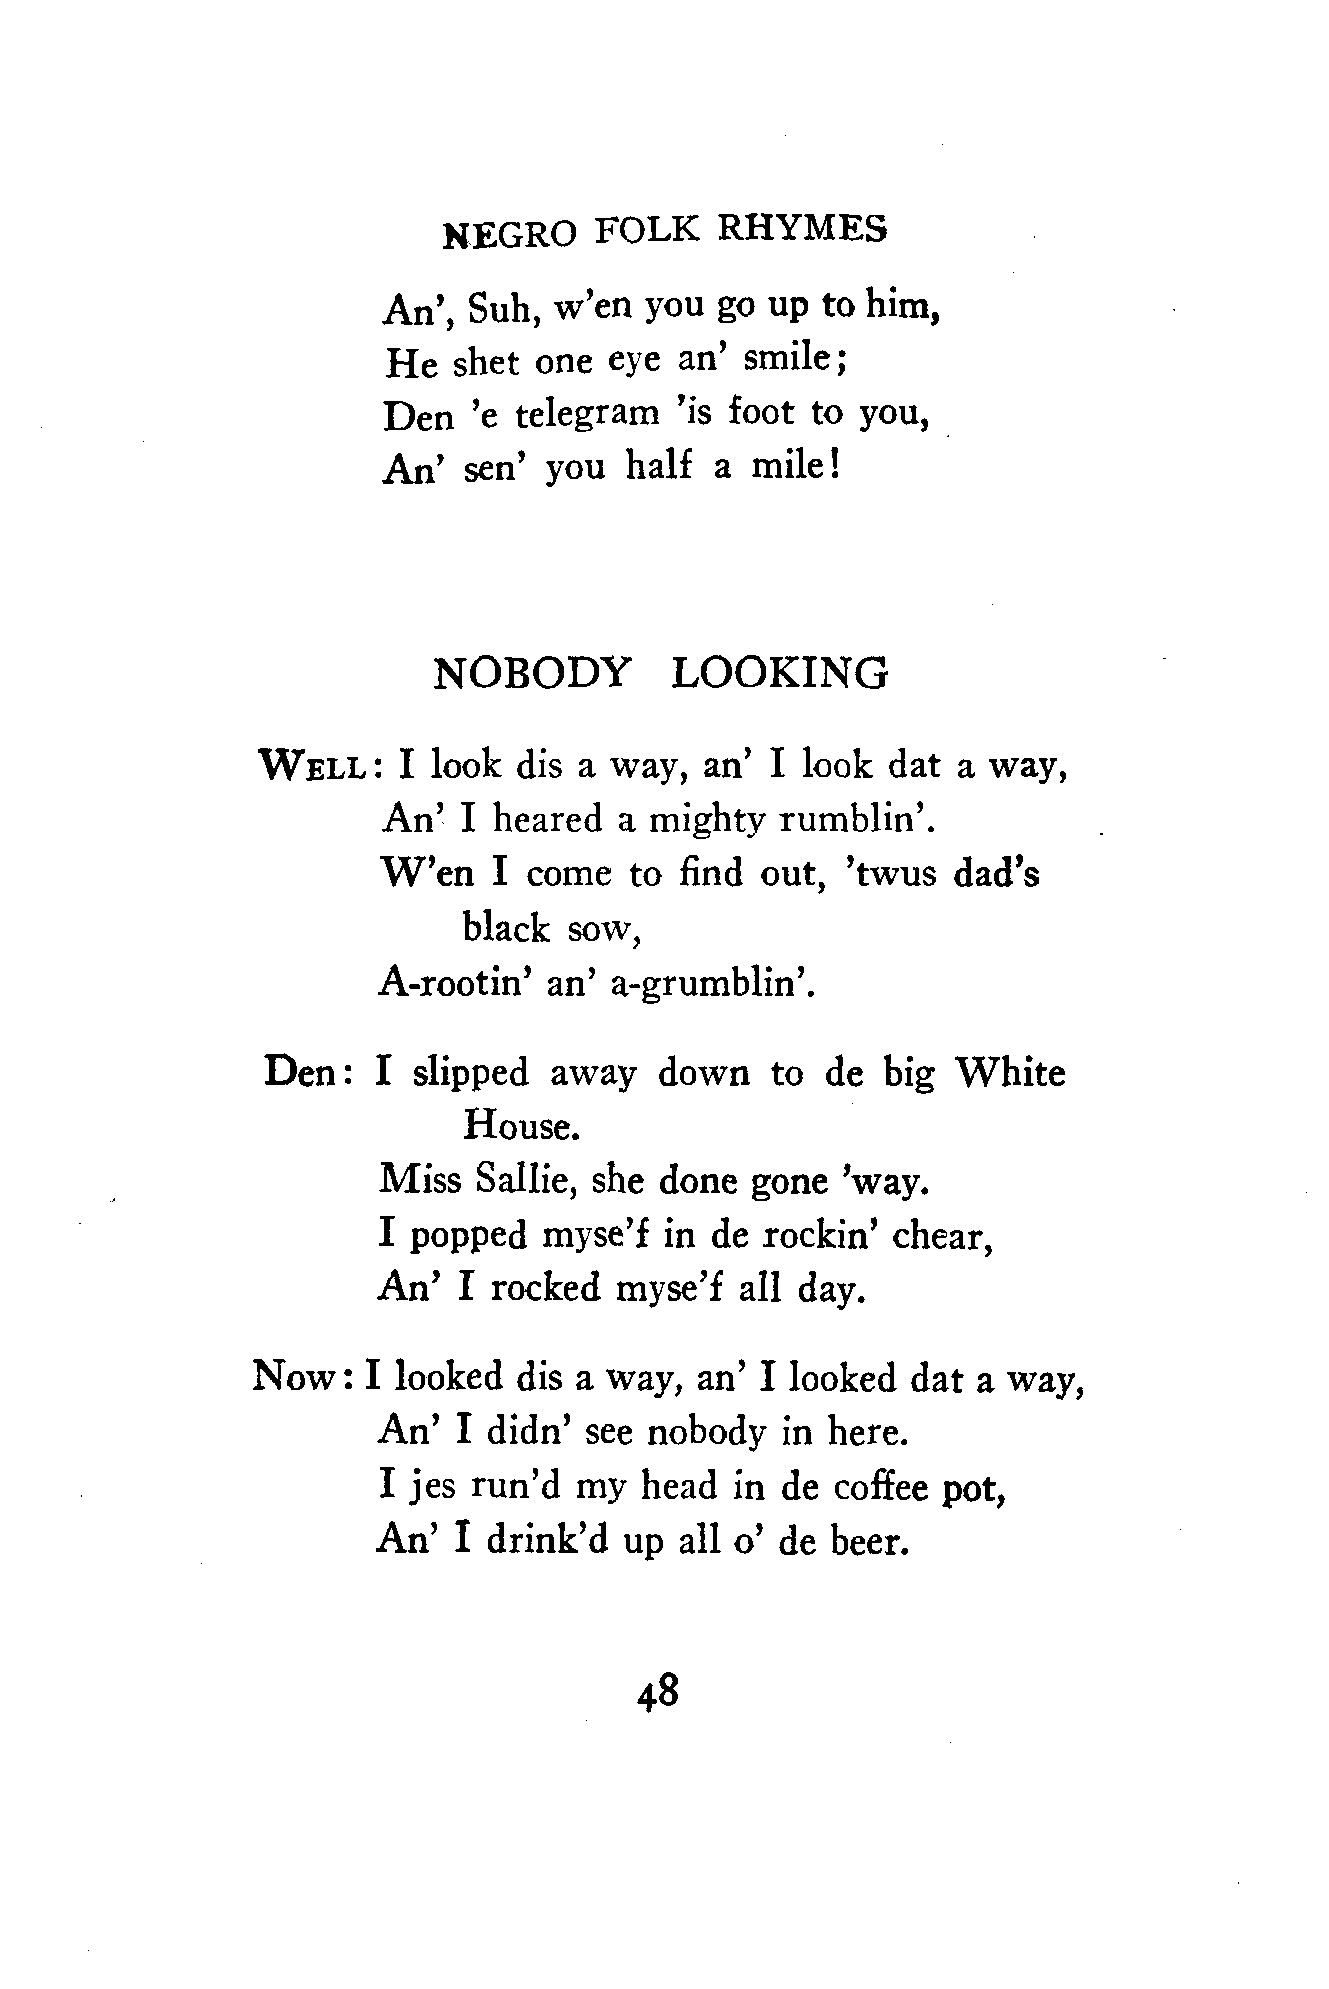 NEGRO FOLK RHYMES
An’, Suh, w’en you go up to him,
He shet one eye an’ smile;
Den ’e telegram ’is foot to you,
An’ sen’ you half a mile!
NOBODY LOOKING
WELL: I look dis a way, an’ I look dat a way,
An’ I heared a mighty rumblin’.
W’en I come to find out, ’twus dad’s
black sow,
A-rootin’ an’ a-grumblin’.
Den: I slipped away down to de big White
House.
Miss Sallie, she done gone ’way.
I popped myse’f in de rockin’ chear,
An’ I rocked myse’f all day.
Now: I looked dis a way, an’ I looked dat a way,
An’ I didn’ see nobody in here.
I jes run’d my head in de coffee pot,
An’ I drink’d up all o’ de beer.
48